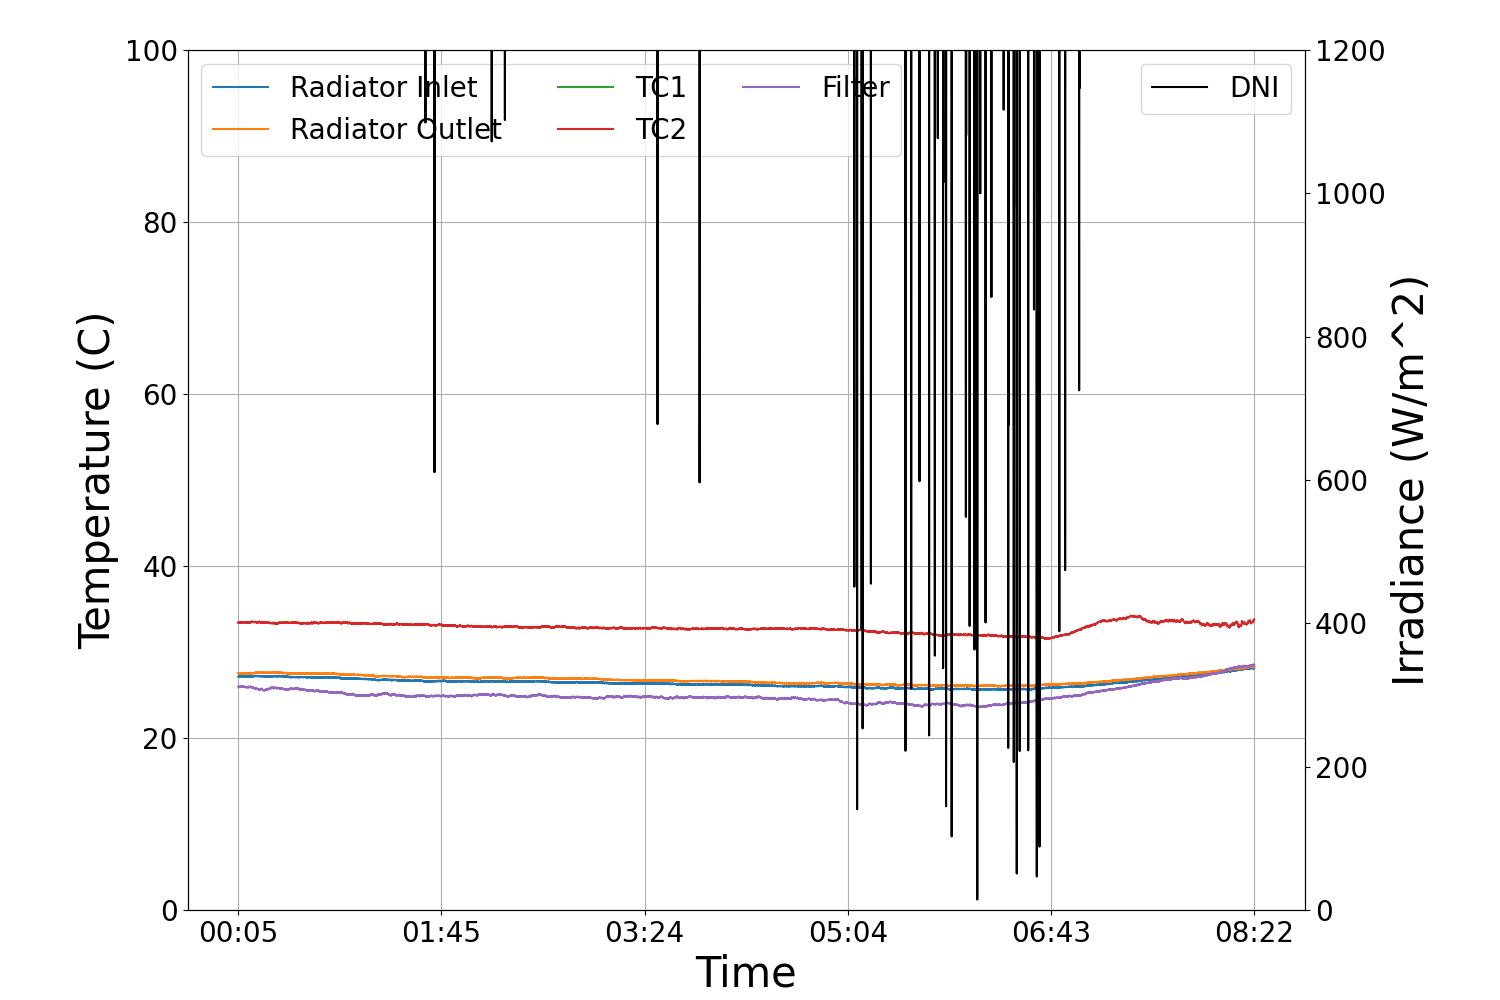 Radiator Inlet
Radiator Outlet
TC1
TC2
Filter
DNI
Temperature (C)
100
80
60
40
20
0
Irradiance (W/m^2)
1200
1000
800
600
400
200
0
00:05 01:45 03:24 05:04 06:43 08:22
Time